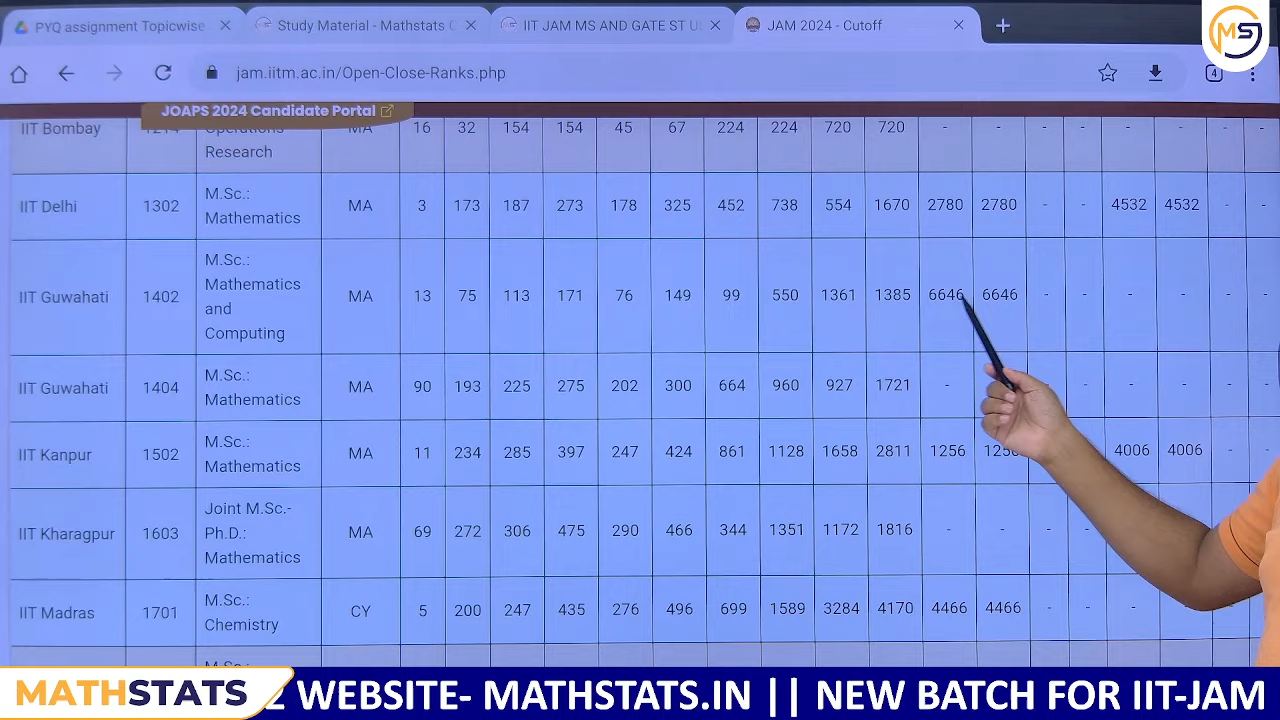 PYQ assignment Topicwise
Study Material - Mathstats
IIT JAM MS AND GATE ST
JAM 2024 - Cutoff
MS
jam.iitm.ac.in/Open-Close-Ranks.php
4
JOAPS 2024 Candidate Portal
IIT Bombay 1214 Operations Research MA 16 32 154 154 45 67 224 224 720 720 - - - - - - - -
IIT Delhi 1302 M.Sc.: Mathematics MA 3 173 187 273 178 325 452 738 554 1670 2780 2780 - - 4532 4532 - -
IIT Guwahati 1402 M.Sc.: Mathematics and Computing MA 13 75 113 171 76 149 99 550 1361 1385 6646 6646 - - - - - -
IIT Guwahati 1404 M.Sc.: Mathematics MA 90 193 225 275 202 300 664 960 927 1721 - - - - - -
IIT Kanpur 1502 M.Sc.: Mathematics MA 11 234 285 397 247 424 861 1128 1658 2811 1256 4006 4006 - -
IIT Kharagpur 1603 Joint M.Sc.- Ph.D.: Mathematics MA 69 272 306 475 290 466 344 1351 1172 1816 - - - - - - -
IIT Madras 1701 M.Sc.: Chemistry CY 5 200 247 435 276 496 699 1589 3284 4170 4466 4466 - - - - - -
MATHSTATS
WEBSITE- MATHSTATS.IN || NEW BATCH FOR IIT-JAM